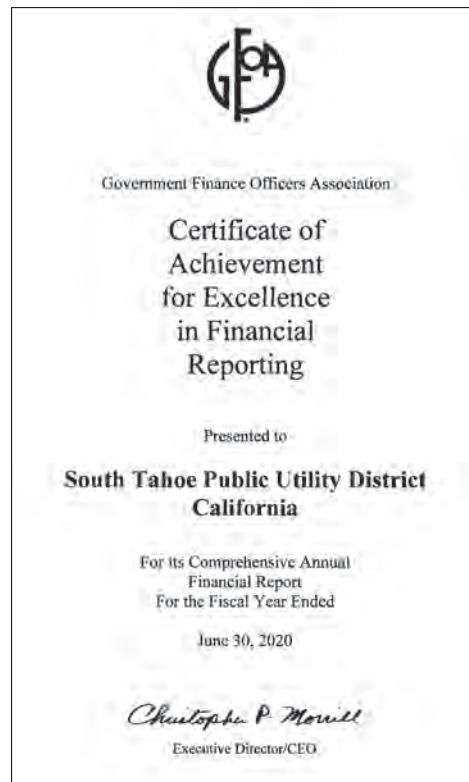 GFOA
Government Finance Officers Association
Certificate of
Achievement
for Excellence
in Financial
Reporting
Presented to
South Tahoe Public Utility District
California
For its Comprehensive Annual
Financial Report
For the Fiscal Year Ended
June 30, 2020
Christopher P. Morrill
Executive Director/CEO